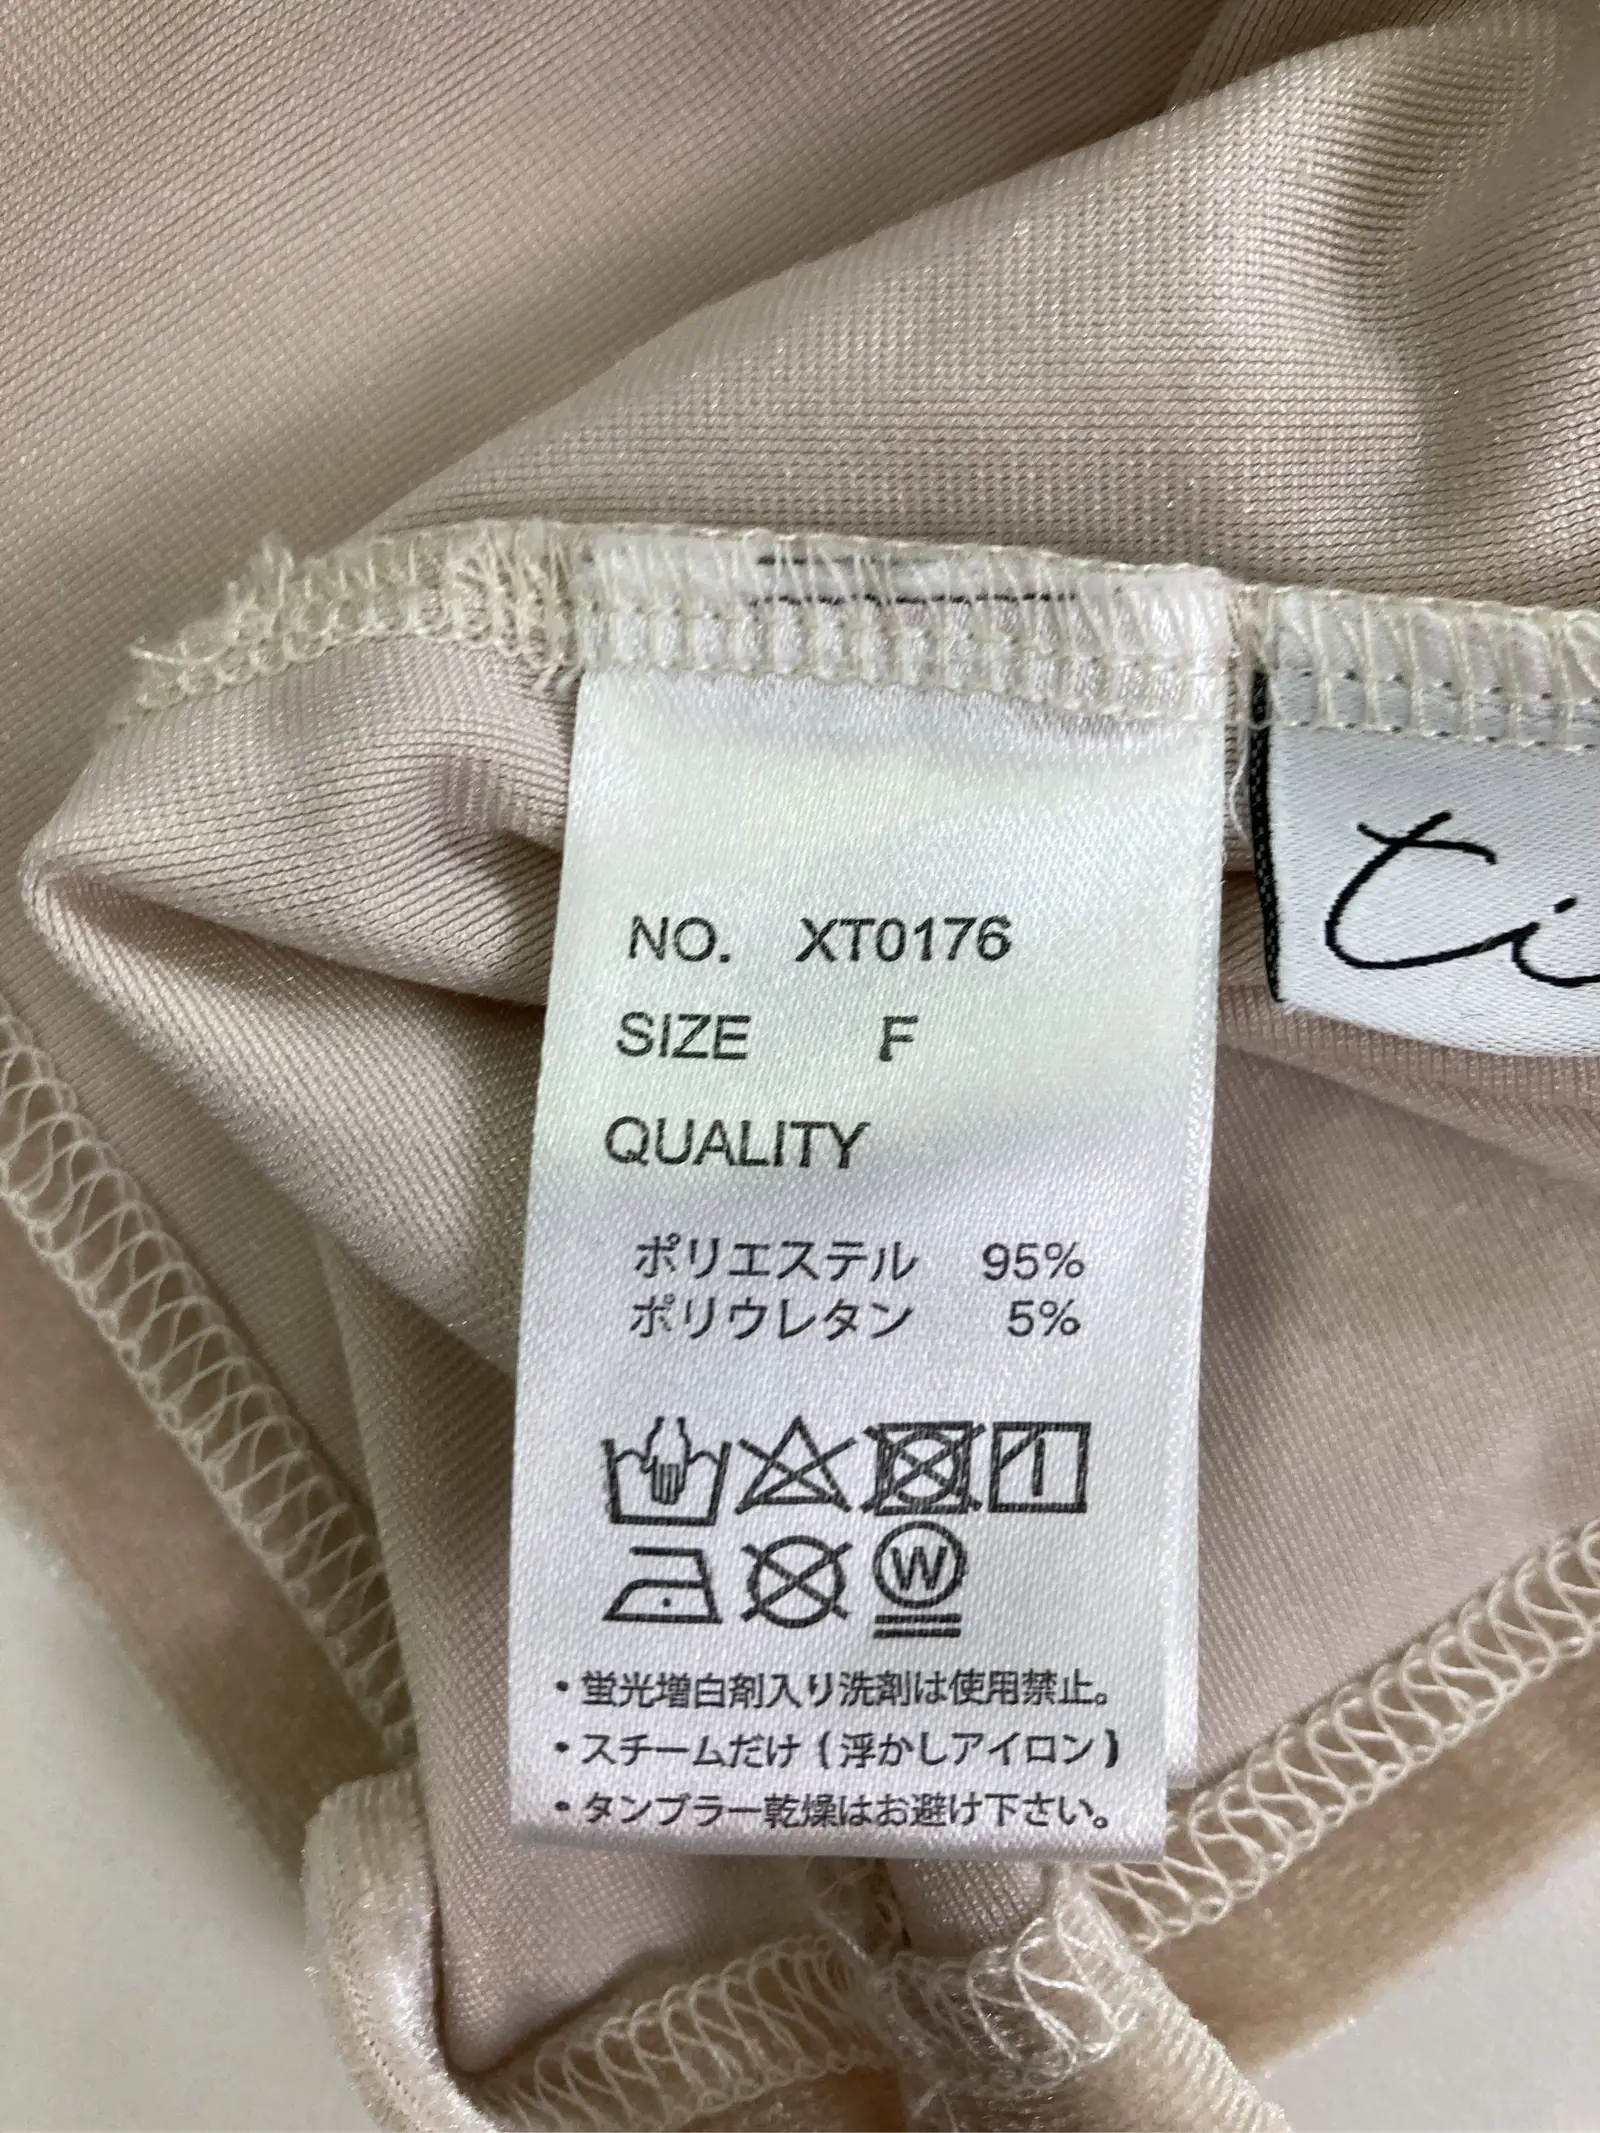 NO. XT0176
SIZE F
QUALITY
ポリエステル 95%
ポリウレタン 5%
W
・蛍光増白剤入り洗剤は使用禁止。
・スチームだけ(浮かしアイロン)
・タンブラー乾燥はお避け下さい。
ti